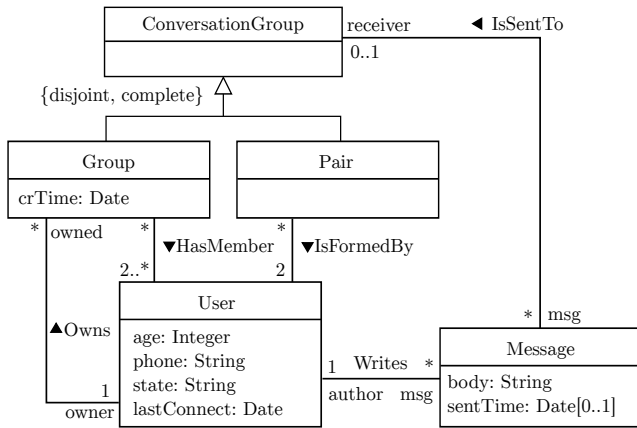 ConversationGroup
receiver
◀ IsSentTo
0..1
{disjoint, complete}
Group
Pair
crTime: Date
* owned
*
*
▼HasMember
▼IsFormedBy
2..*
2
User
▲Owns
age: Integer
phone: String
state: String
lastConnect: Date
1
owner
* msg
Message
body: String
sentTime: Date[0..1]
1 Writes *
author msg